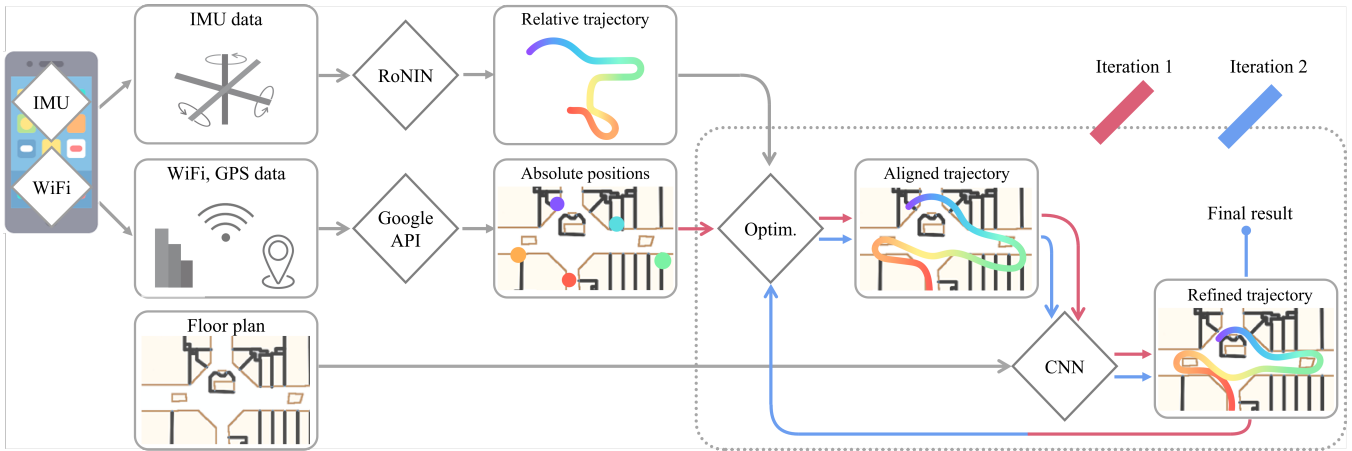 IMU data
Relative trajectory
IMU
RoNIN
Iteration 1
Iteration 2
WiFi
WiFi, GPS data
Google
API
Absolute positions
Optim.
Aligned trajectory
Final result
Floor plan
CNN
Refined trajectory